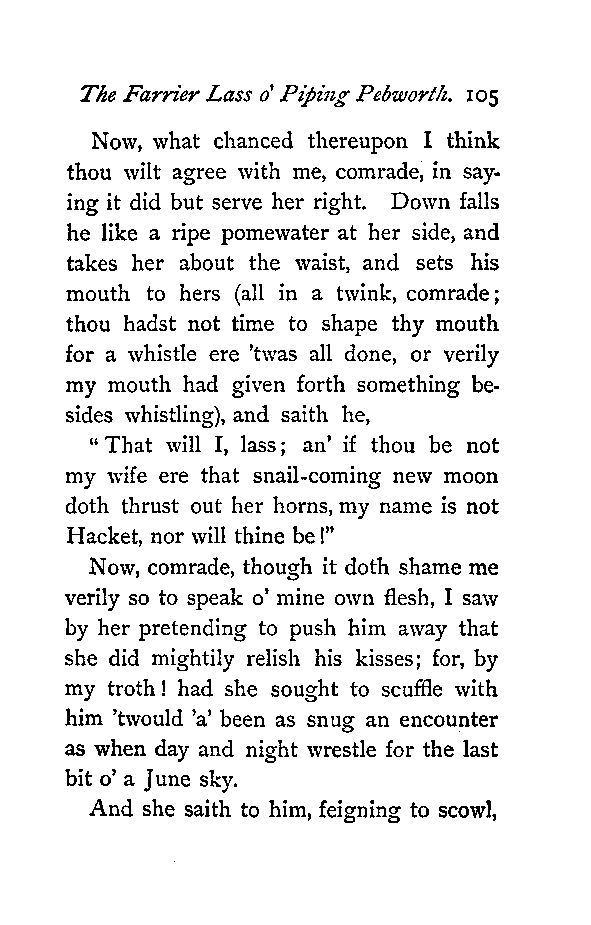 The Farrier Lass o' Piping Pebworth. 105
Now, what chanced thereupon I think
thou wilt agree with me, comrade, in say-
ing it did but serve her right. Down falls
he like a ripe pomewater at her side, and
takes her about the waist, and sets his
mouth to hers (all in a twink, comrade;
thou hadst not time to shape thy mouth
for a whistle ere 'twas all done, or verily
my mouth had given forth something be-
sides whistling), and saith he,
"That will I, lass; an' if thou be not
my wife ere that snail-coming new moon
doth thrust out her horns, my name is not
Hacket, nor will thine be!"
Now, comrade, though it doth shame me
verily so to speak o' mine own flesh, I saw
by her pretending to push him away that
she did mightily relish his kisses; for, by
my troth! had she sought to scuffle with
him 'twould 'a' been as snug an encounter
as when day and night wrestle for the last
bit o' a June sky.
And she saith to him, feigning to scowl,